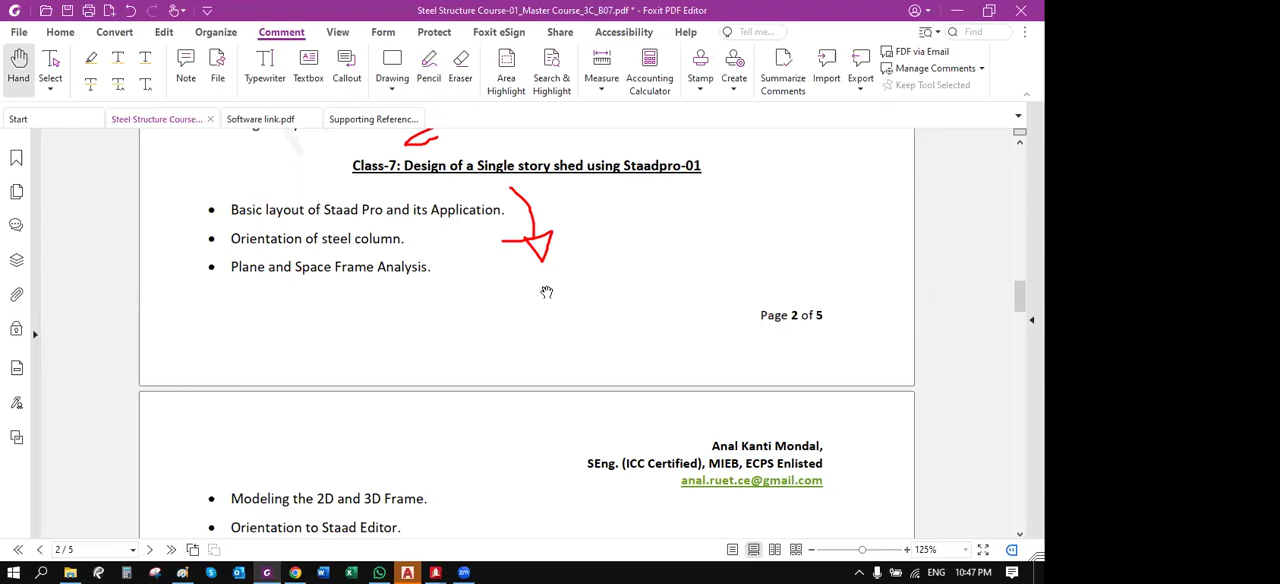 Steel Structure Course-01_Master Course_3C_B07.pdf * - Foxit PDF Editor
File Home Convert Edit Organize Comment View Form Protect Foxit eSign Share Accessibility Help Tell me... Find
Hand Select Note File Typewriter Textbox Callout Drawing Pencil Eraser Area Highlight Search & Highlight Measure Accounting Calculator Stamp Create Summarize Comments Import Export
FDF via Email
Manage Comments
Keep Tool Selected
Start Steel Structure Course... Software link.pdf Supporting Referenc...
Class-7: Design of a Single story shed using Staadpro-01
• Basic layout of Staad Pro and its Application.
• Orientation of steel column.
• Plane and Space Frame Analysis.
Page 2 of 5
Anal Kanti Mondal,
SEng. (ICC Certified), MIEB, ECPS Enlisted
anal.ruet.ce@gmail.com
• Modeling the 2D and 3D Frame.
• Orientation to Staad Editor.
2 / 5 125%
ENG 10:47 PM